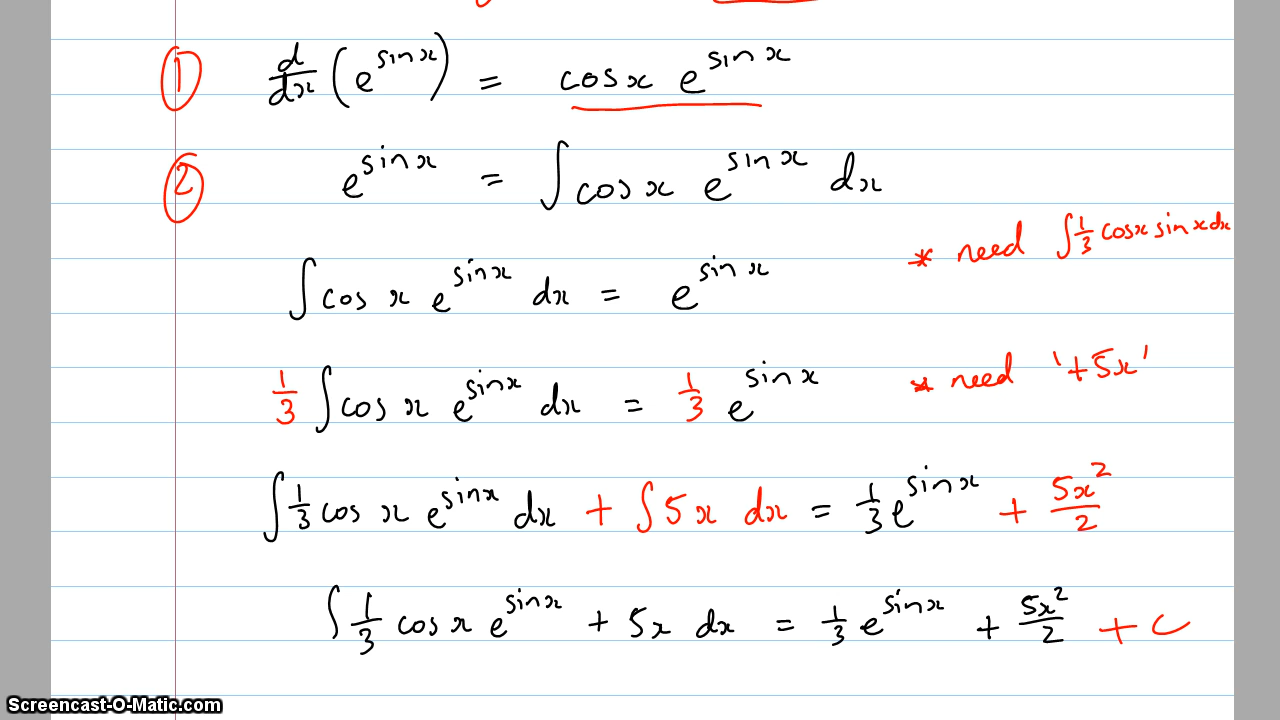 ① d/dx (e^{sin x}) = cos x e^{sin x}
② e^{sin x} = ∫ cos x e^{sin x} dx
* need ∫ 1/3 cos x sin x dx
∫ cos x e^{sin x} dx = e^{sin x}
* need '+5x'
1/3 ∫ cos x e^{sin x} dx = 1/3 e^{sin x}
∫ 1/3 cos x e^{sin x} dx + ∫ 5x dx = 1/3 e^{sin x} + 5x²/2
∫ 1/3 cos x e^{sin x} + 5x dx = 1/3 e^{sin x} + 5x²/2 + C
Screencast-O-Matic.com